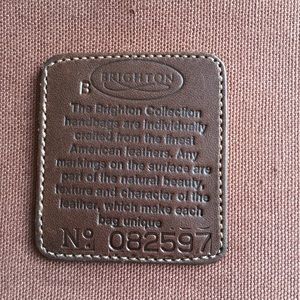 BRIGHTON
B
The Brighton Collection
handbags are individually
crafted from the finest
American leathers. Any
markings on the surface are
part of the natural beauty,
texture and character of the
leather, which make each
bag unique
No. 082597